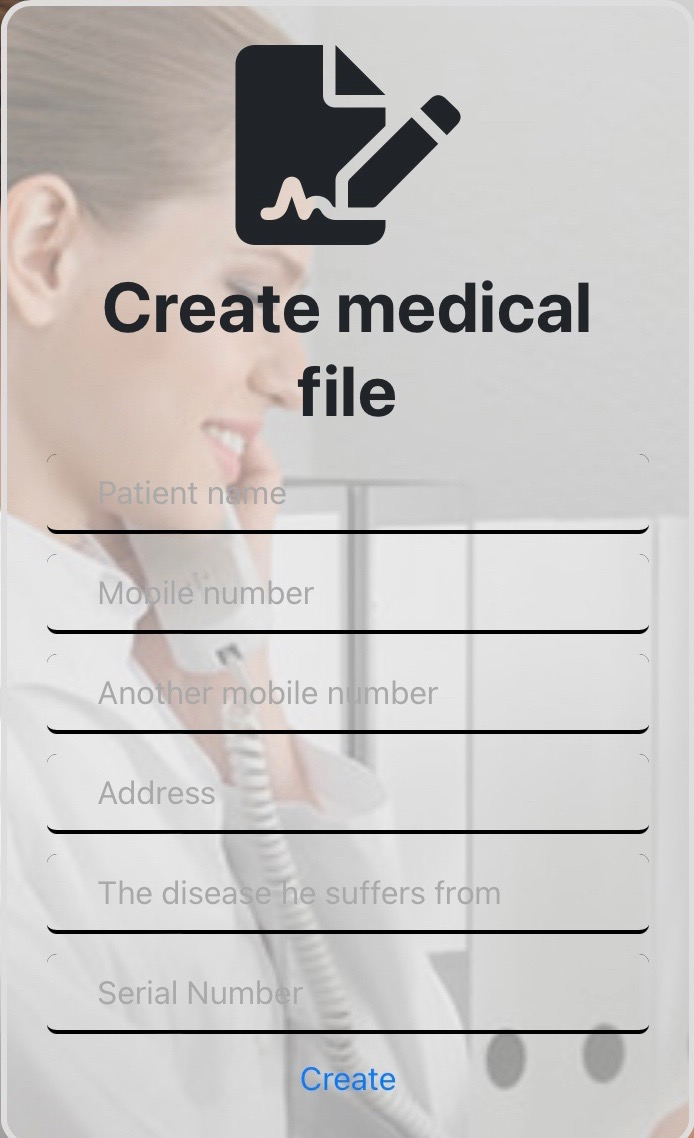 Create medical
file
Patient name
Mobile number
Another mobile number
Address
The disease he suffers from
Serial Number
Create